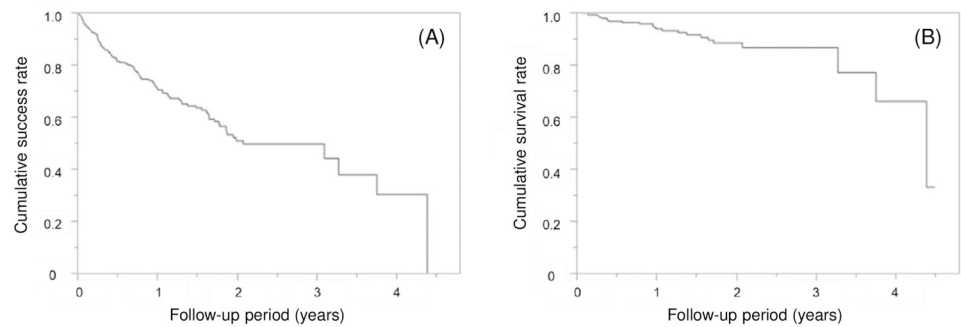 (A)
Cumulative success rate
1.0
0.8
0.6
0.4
0.2
0
0 1 2 3 4
Follow-up period (years)
(B)
Cumulative survival rate
1.0
0.8
0.6
0.4
0.2
0
0 1 2 3 4
Follow-up period (years)